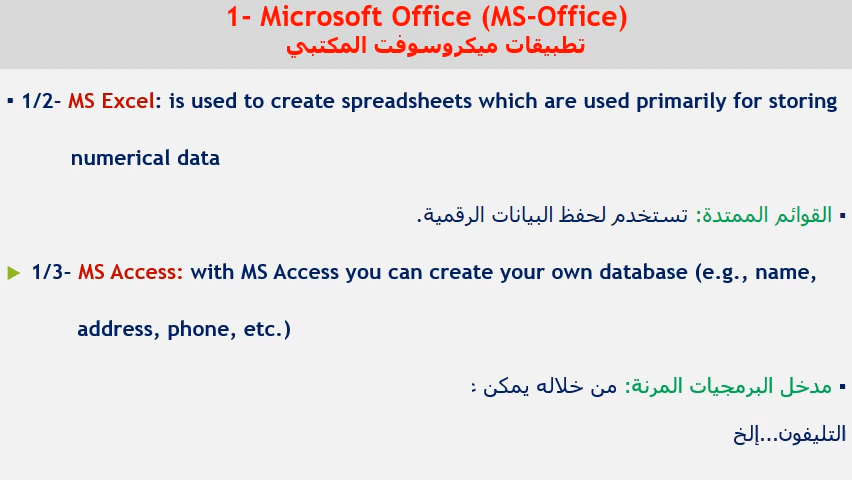 1- Microsoft Office (MS-Office)
تطبيقات ميكروسوفت المكتبي
▪ 1/2- MS Excel: is used to create spreadsheets which are used primarily for storing
numerical data
▪ القوائم الممتدة: تستخدم لحفظ البيانات الرقمية.
1/3- MS Access: with MS Access you can create your own database (e.g., name,
address, phone, etc.)
▪ مدخل البرمجيات المرنة: من خلاله يمكن
التليفون...إلخ